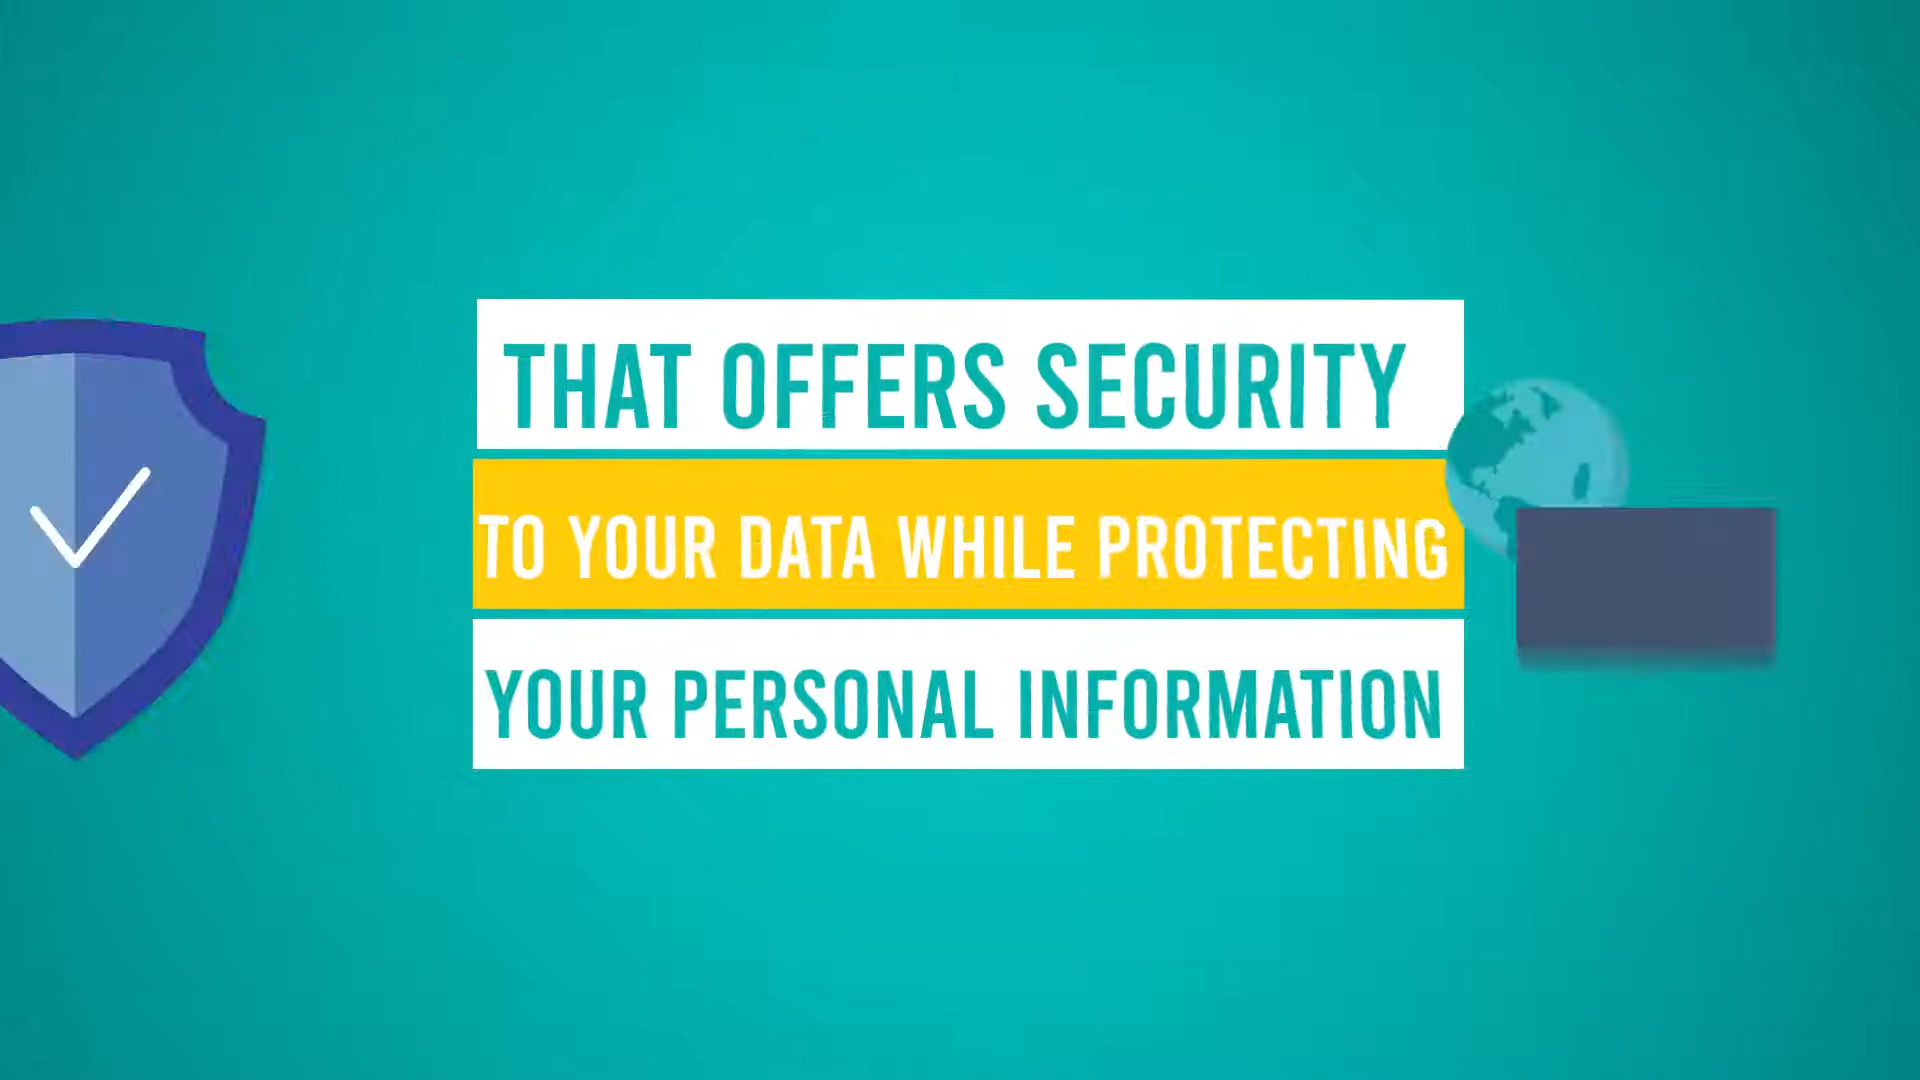 THAT OFFERS SECURITY
TO YOUR DATA WHILE PROTECTING
YOUR PERSONAL INFORMATION